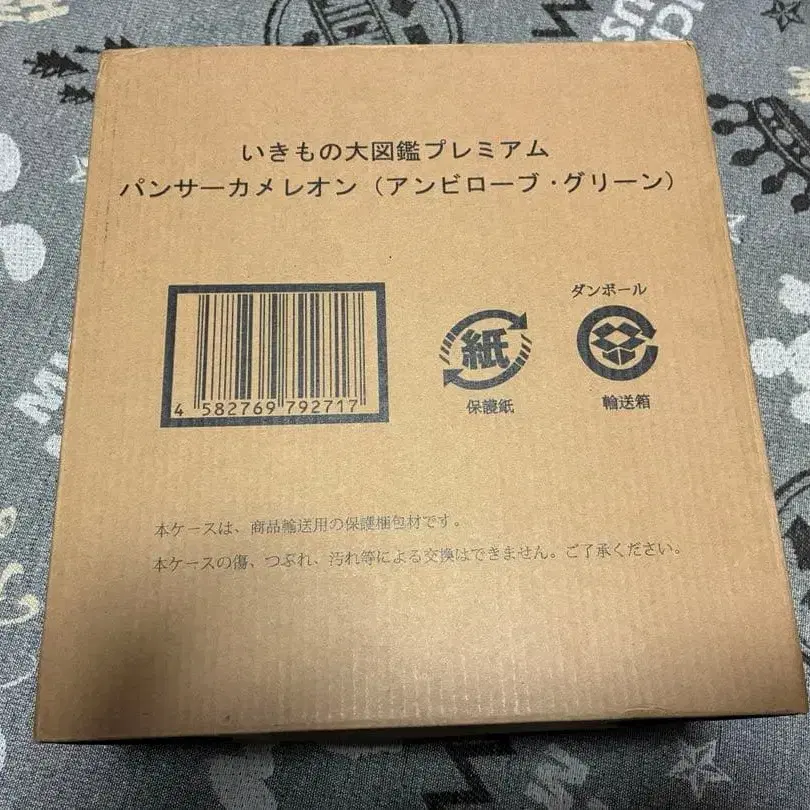 いきもの大図鑑プレミアム
パンサーカメレオン（アンビローブ・グリーン）
ダンボール
紙
4 582769 792717
保護紙
輸送箱
本ケースは、商品輸送用の保護梱包材です。
本ケースの傷、つぶれ、汚れ等による交換はできません。ご了承ください。